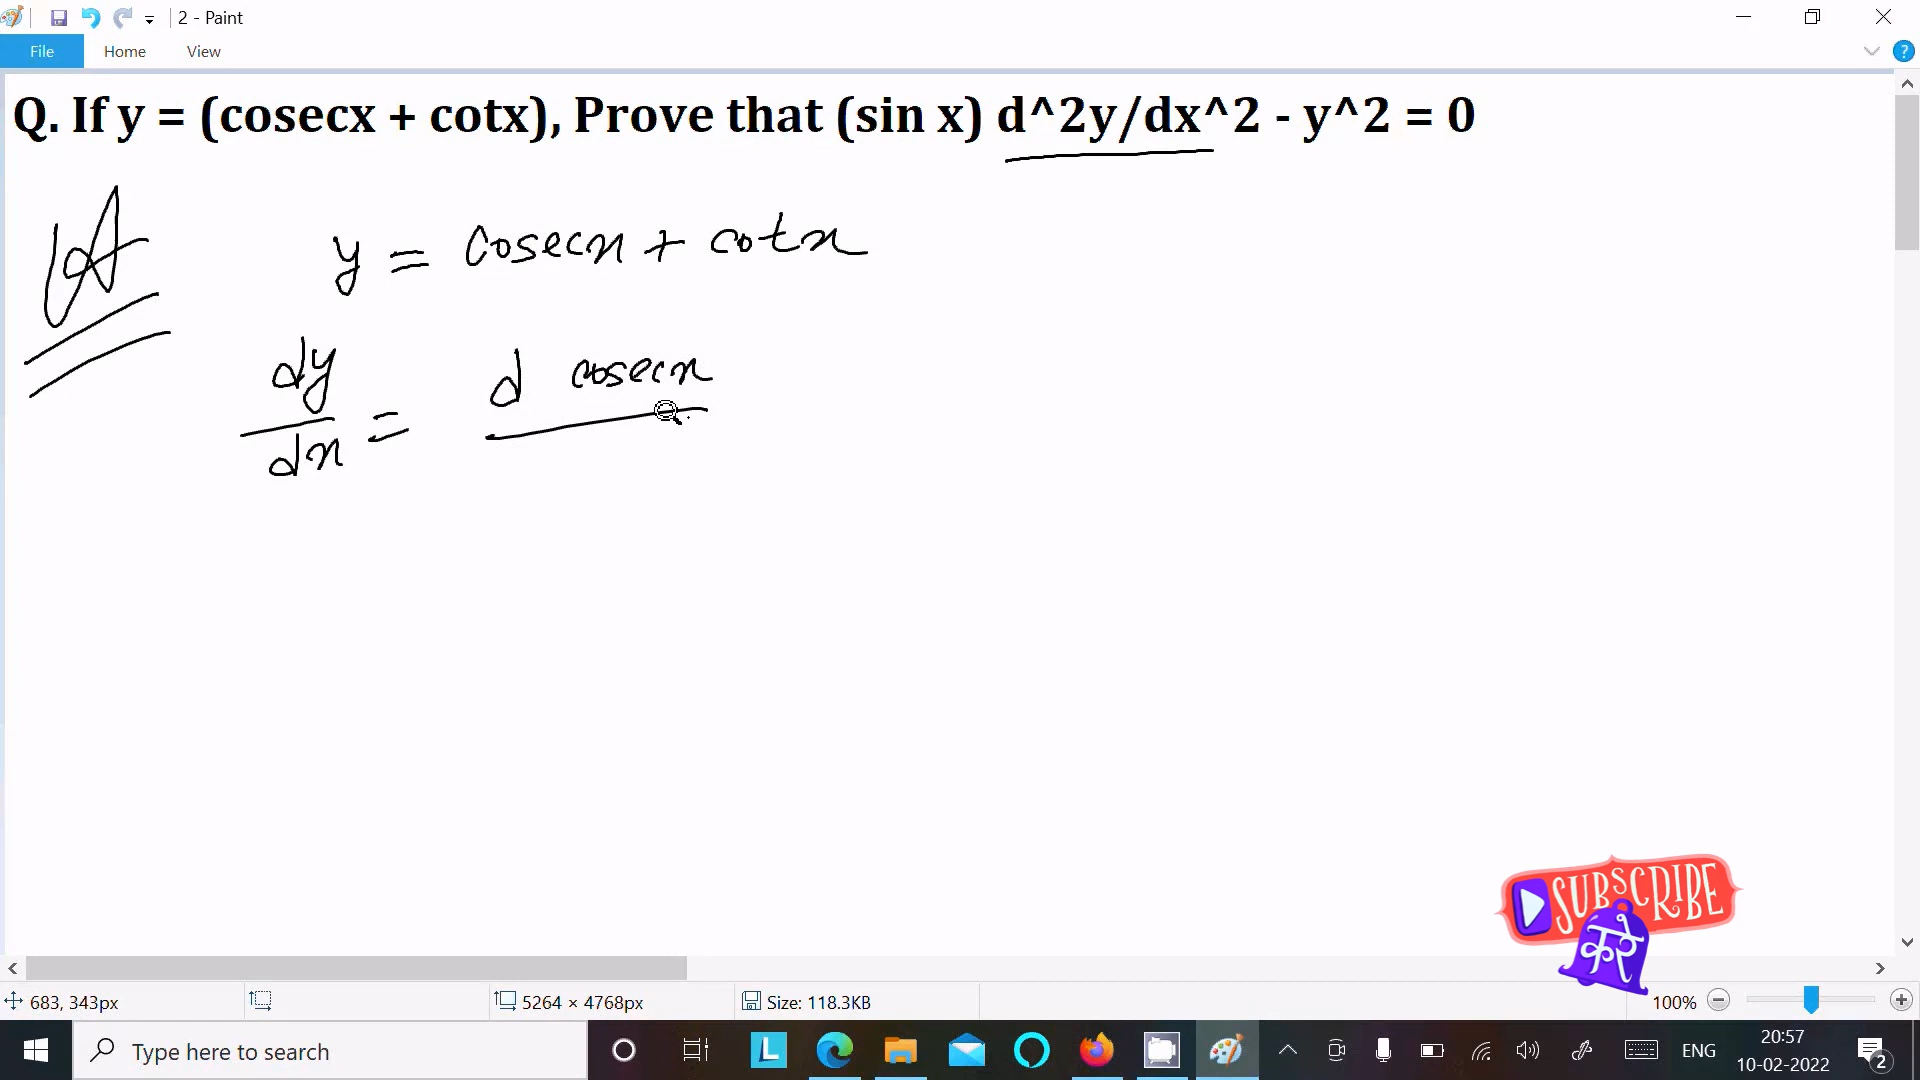 2 - Paint
File Home View
Q. If y = (cosecx + cotx), Prove that (sin x) d^2y/dx^2 - y^2 = 0
A
y = cosecx + cotx
dy/dx = d cosecx
SUBSCRIBE
करे
683, 343px
5264 × 4768px
Size: 118.3KB
100%
Type here to search
L
ENG
20:57
10-02-2022
2